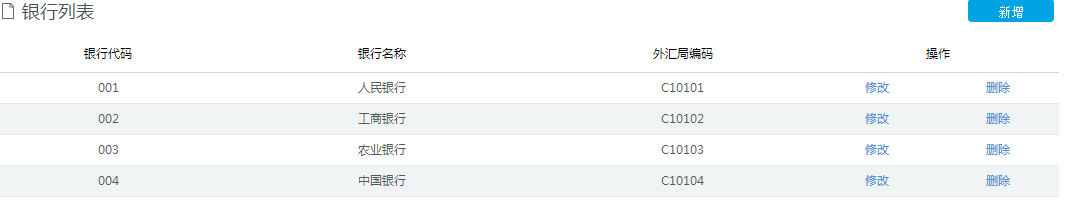 银行列表 新增
银行代码 银行名称 外汇局编码 操作
001 人民银行 C10101 修改 删除
002 工商银行 C10102 修改 删除
003 农业银行 C10103 修改 删除
004 中国银行 C10104 修改 删除